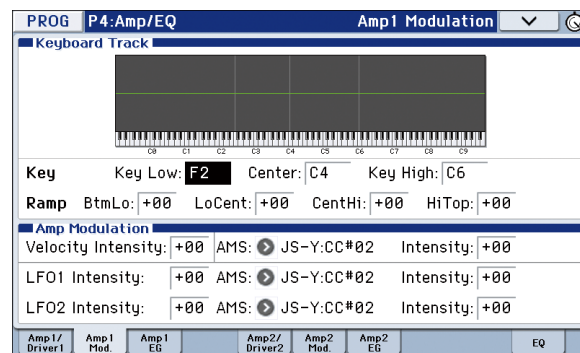 PROG P4:Amp/EQ Amp1 Modulation
Keyboard Track
C0 C1 C2 C3 C4 C5 C6 C7 C8 C9
Key Key Low: F2 Center: C4 Key High: C6
Ramp BtmLo: +00 LoCent: +00 CentHi: +00 HiTop: +00
Amp Modulation
Velocity Intensity: +00 AMS: JS-Y:CC#02 Intensity: +00
LFO1 Intensity: +00 AMS: JS-Y:CC#02 Intensity: +00
LFO2 Intensity: +00 AMS: JS-Y:CC#02 Intensity: +00
Amp1/ Amp1 Amp1 Amp2/ Amp2 Amp2 EQ
Driver1 Mod. EG Driver2 Mod. EG